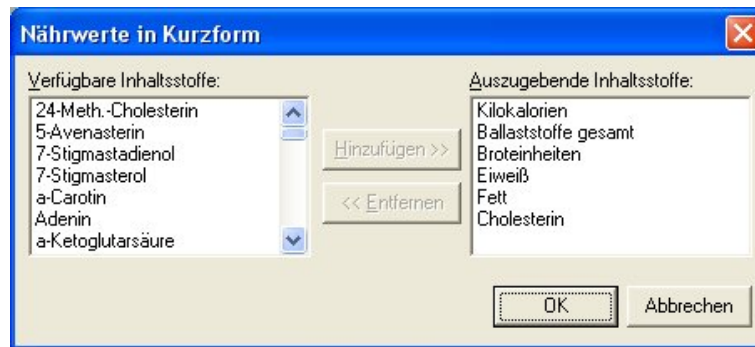 Nährwerte in Kurzform
Verfügbare Inhaltsstoffe:
24-Meth.-Cholesterin
5-Avenasterin
7-Stigmastadienol
7-Stigmasterol
a-Carotin
Adenin
a-Ketoglutarsäure
Hinzufügen >>
<< Entfernen
Auszugebende Inhaltsstoffe:
Kilokalorien
Ballaststoffe gesamt
Broteinheiten
Eiweiß
Fett
Cholesterin
OK
Abbrechen